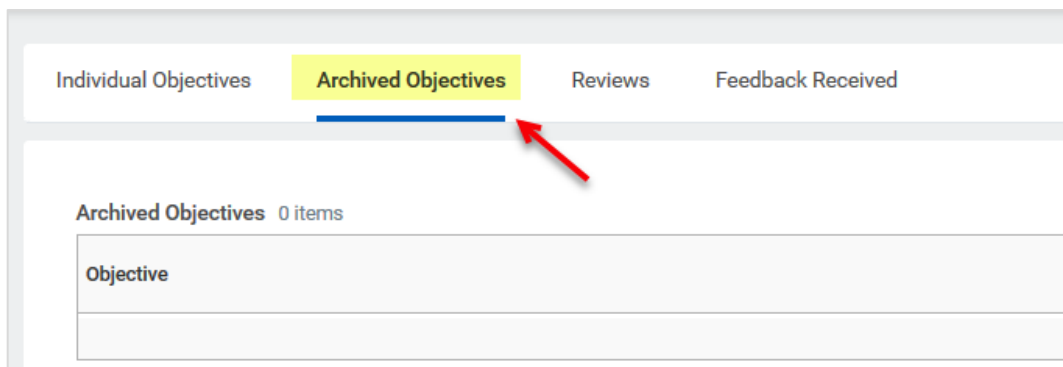 Individual Objectives Archived Objectives Reviews Feedback Received
Archived Objectives 0 items
Objective